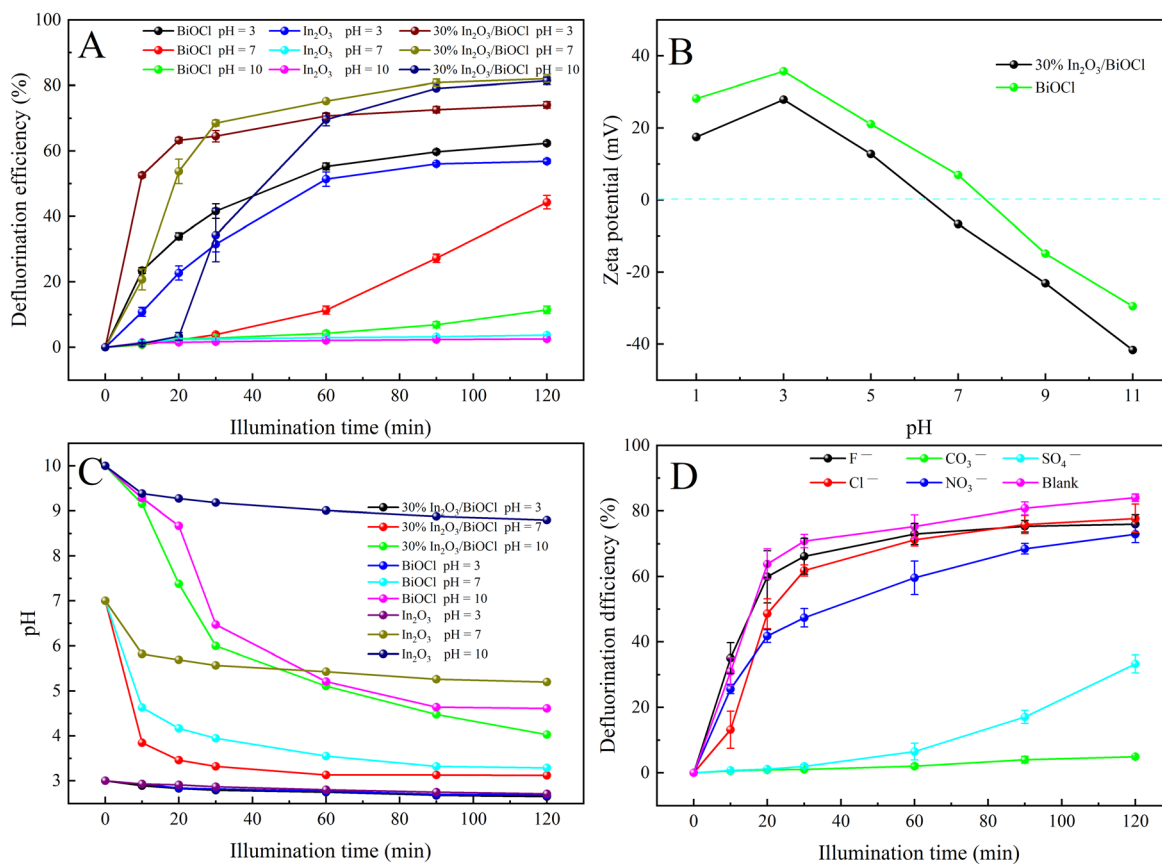 A
BiOCl pH = 3 In₂O₃ pH = 3 30% In₂O₃/BiOCl pH = 3
BiOCl pH = 7 In₂O₃ pH = 7 30% In₂O₃/BiOCl pH = 7
BiOCl pH = 10 In₂O₃ pH = 10 30% In₂O₃/BiOCl pH = 10
Defluorination efficiency (%)
100
80
60
40
20
0
0 20 40 60 80 100 120
Illumination time (min)
B
30% In₂O₃/BiOCl
BiOCl
Zeta potential (mV)
40
20
0
-20
-40
1 3 5 7 9 11
pH
C
30% In₂O₃/BiOCl pH = 3
30% In₂O₃/BiOCl pH = 7
30% In₂O₃/BiOCl pH = 10
BiOCl pH = 3
BiOCl pH = 7
BiOCl pH = 10
In₂O₃ pH = 3
In₂O₃ pH = 7
In₂O₃ pH = 10
pH
10
9
8
7
6
5
4
3
0 20 40 60 80 100 120
Illumination time (min)
D
F⁻ CO₃⁻ SO₄⁻
Cl⁻ NO₃⁻ Blank
Defluorination dfficiency (%)
100
80
60
40
20
0
0 20 40 60 80 100 120
Illumination time (min)